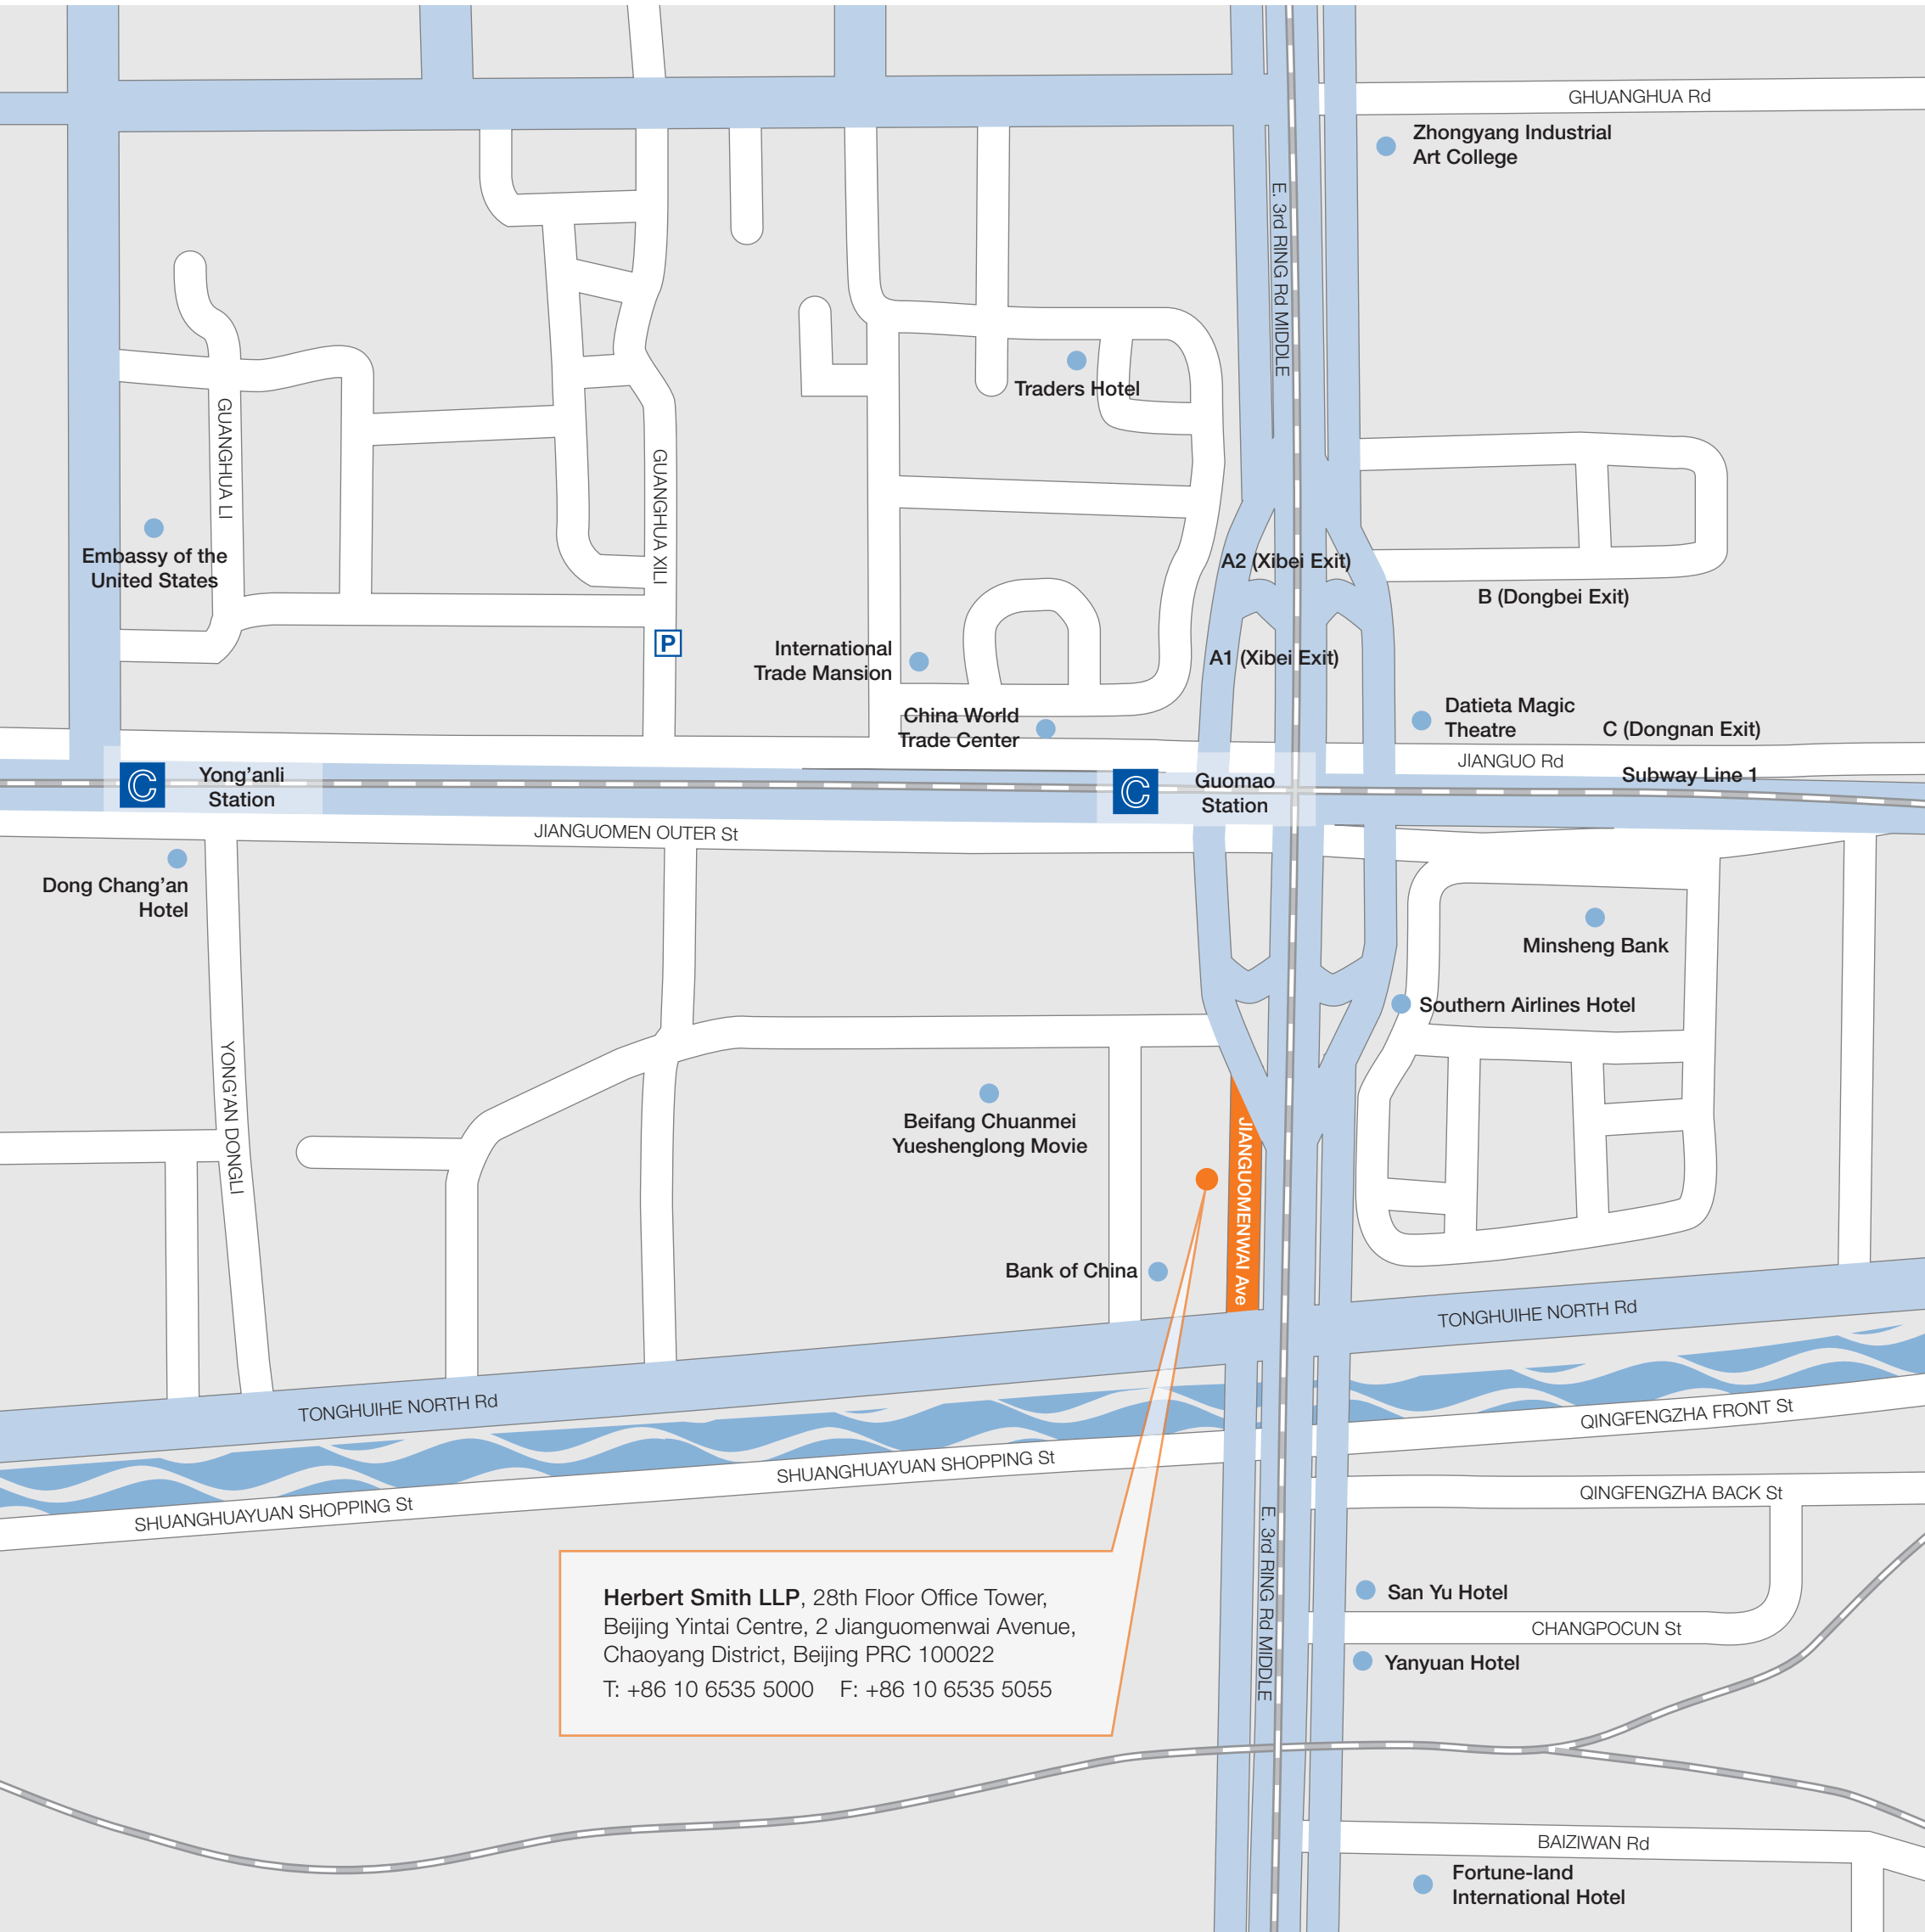 GHUANGHUA Rd
Zhongyang Industrial
Art College
E. 3rd RING Rd MIDDLE
Traders Hotel
GUANGHUA LI
GUANGHUA XILI
Embassy of the
United States
A2 (Xibei Exit)
B (Dongbei Exit)
P
International
Trade Mansion
A1 (Xibei Exit)
China World
Trade Center
Datieta Magic
Theatre
C (Dongnan Exit)
JIANGUO Rd
Subway Line 1
C
Yong’anli
Station
C
Guomao
Station
JIANGUOMEN OUTER St
Dong Chang’an
Hotel
Minsheng Bank
Southern Airlines Hotel
YONG’AN DONGLI
Beifang Chuanmei
Yueshenglong Movie
JIANGUOMENWAI Ave
Bank of China
TONGHUIHE NORTH Rd
TONGHUIHE NORTH Rd
QINGFENGZHA FRONT St
SHUANGHUAYUAN SHOPPING St
SHUANGHUAYUAN SHOPPING St
QINGFENGZHA BACK St
E. 3rd RING Rd MIDDLE
San Yu Hotel
CHANGPOCUN St
Yanyuan Hotel
Herbert Smith LLP, 28th Floor Office Tower,
Beijing Yintai Centre, 2 Jianguomenwai Avenue,
Chaoyang District, Beijing PRC 100022
T: +86 10 6535 5000 F: +86 10 6535 5055
BAIZIWAN Rd
Fortune-land
International Hotel